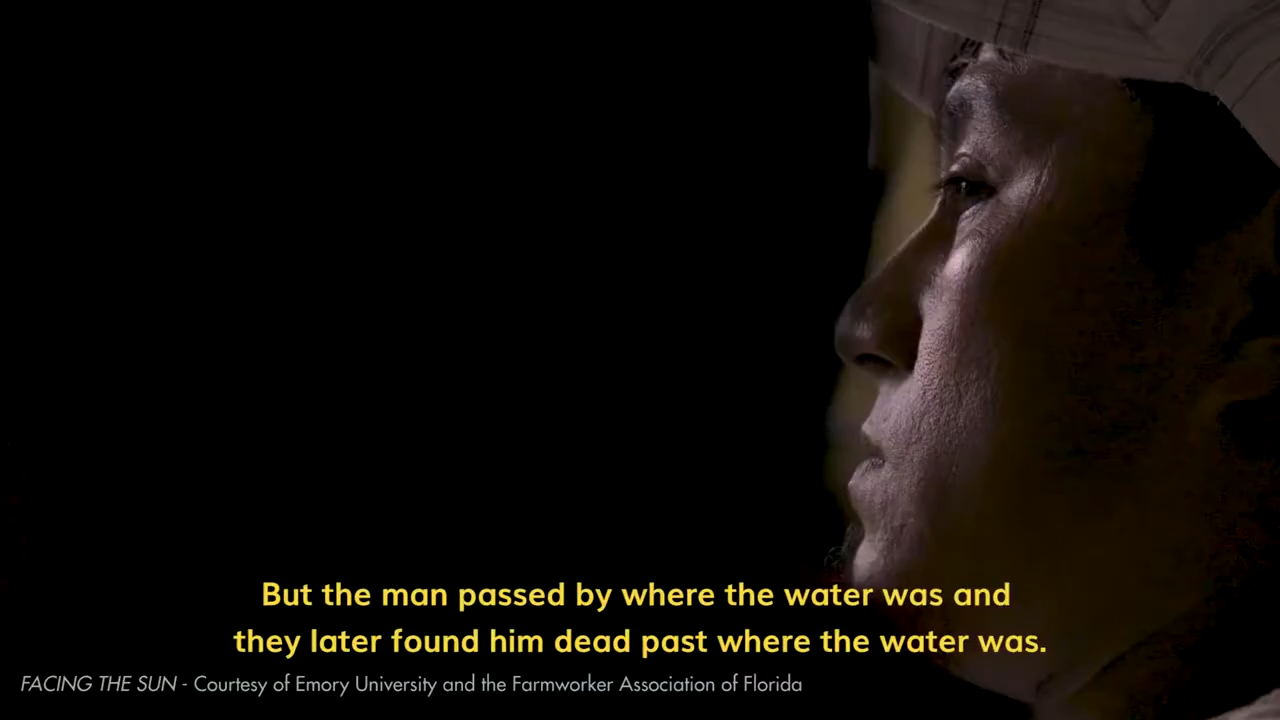 But the man passed by where the water was and
they later found him dead past where the water was.
FACING THE SUN - Courtesy of Emory University and the Farmworker Association of Florida